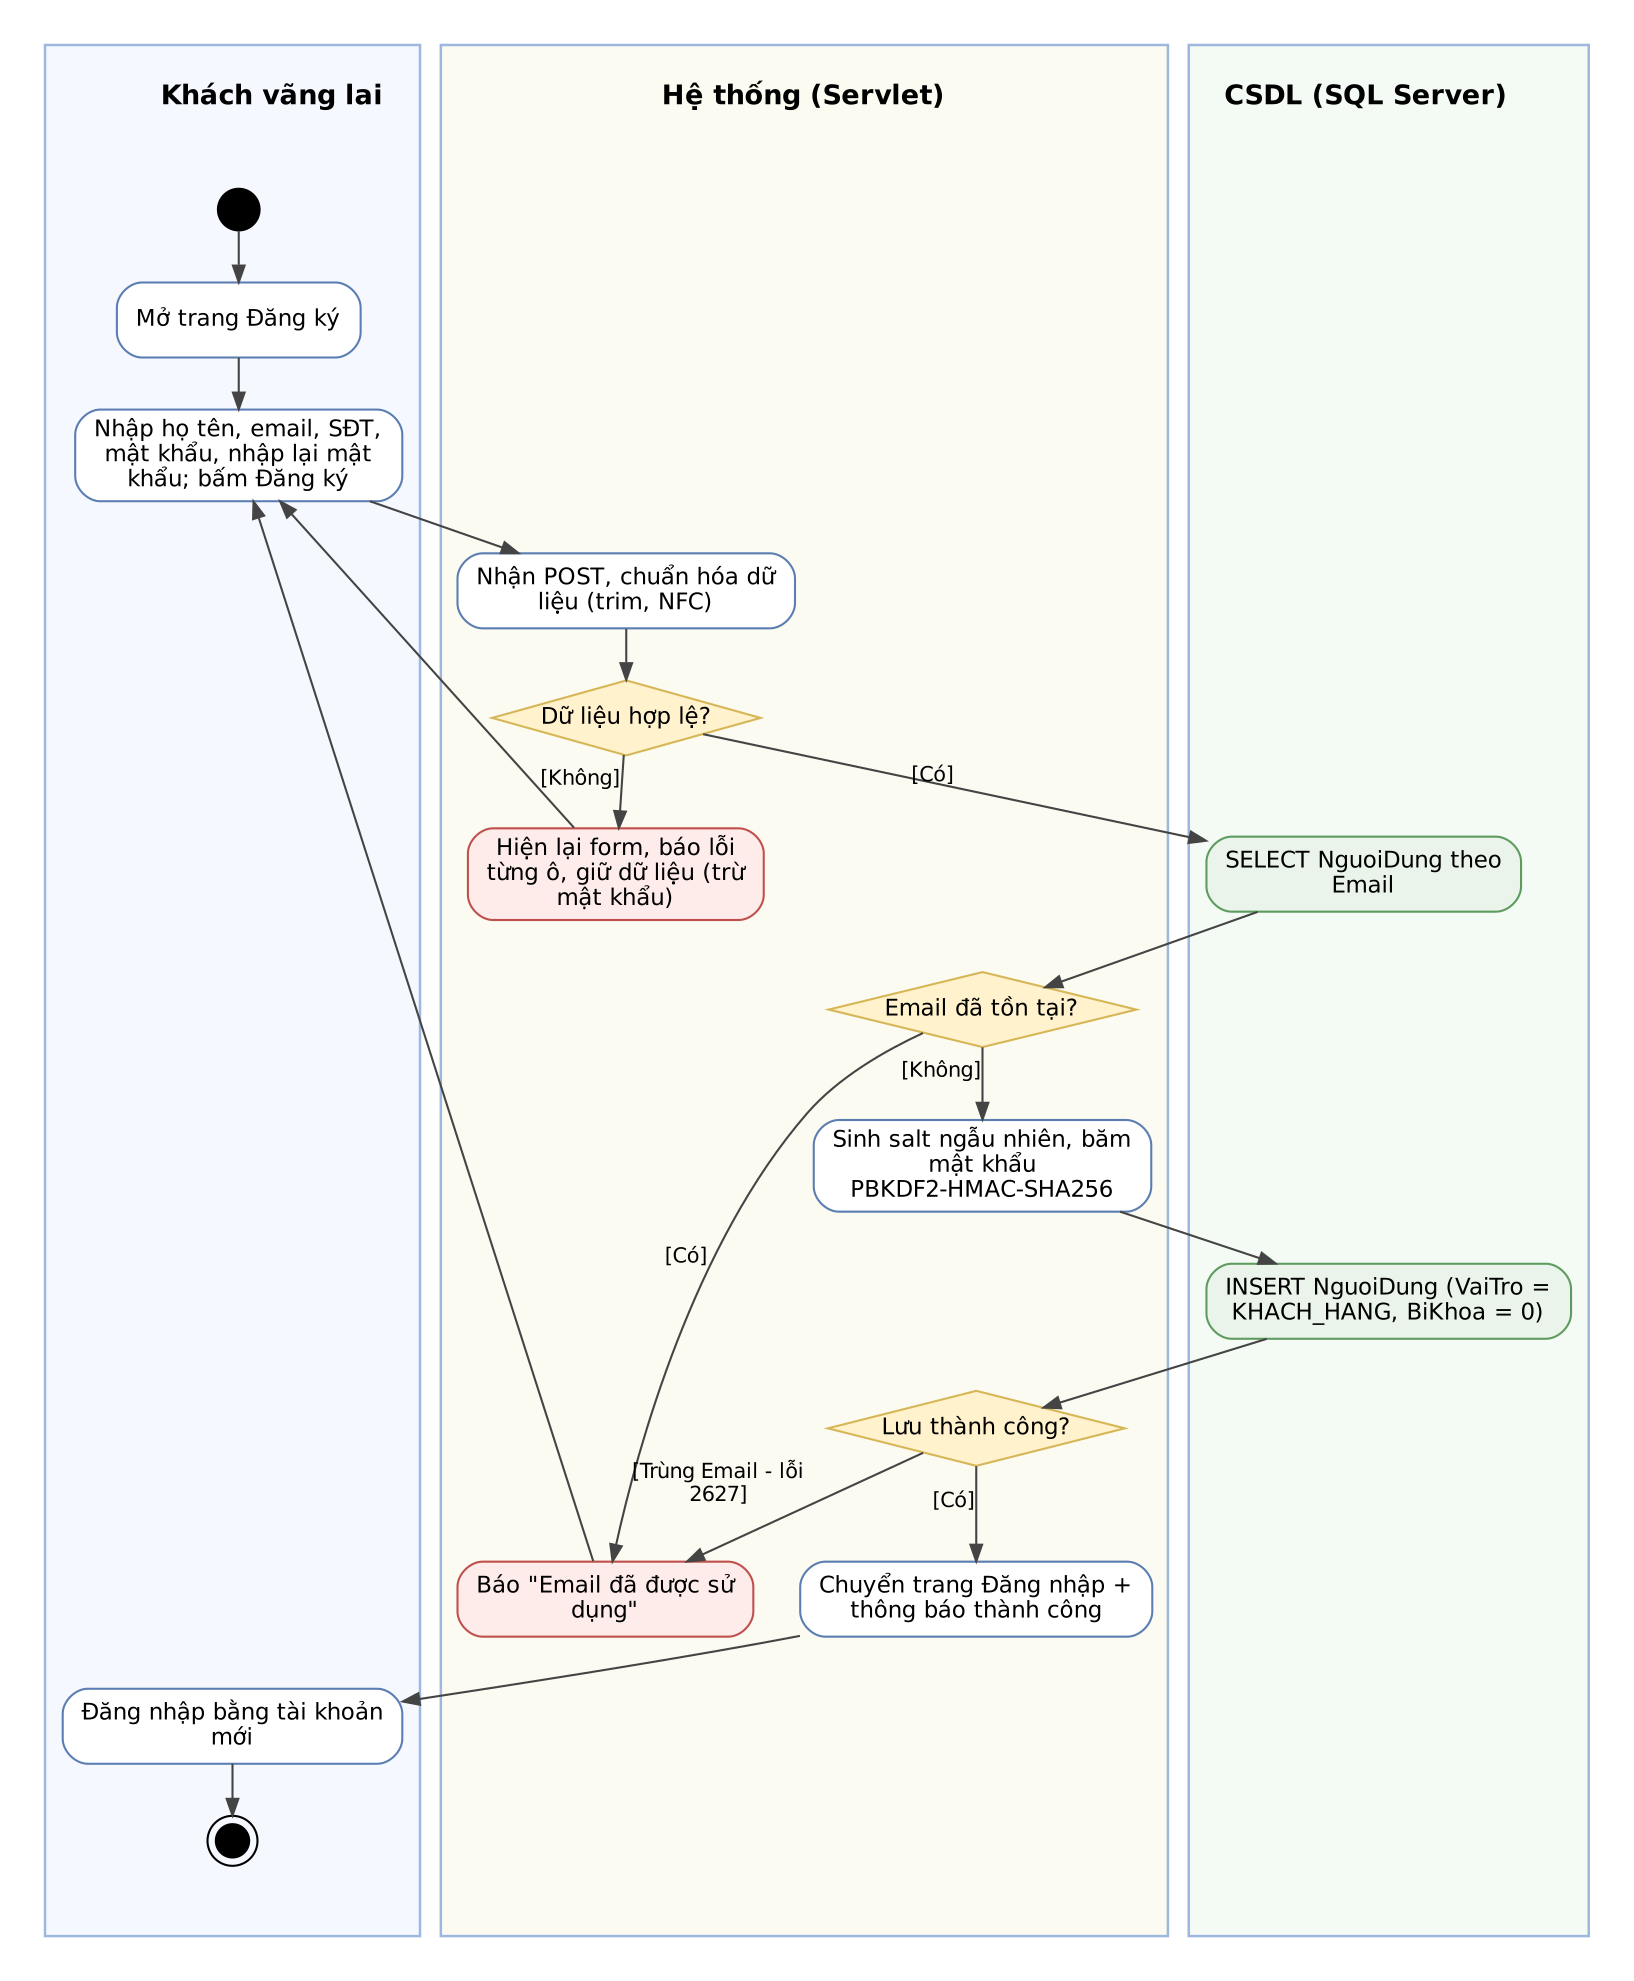 Khách vãng lai
Hệ thống (Servlet)
CSDL (SQL Server)
Mở trang Đăng ký
Nhập họ tên, email, SĐT,
mật khẩu, nhập lại mật
khẩu; bấm Đăng ký
Nhận POST, chuẩn hóa dữ
liệu (trim, NFC)
Dữ liệu hợp lệ?
[Không]
[Có]
Hiện lại form, báo lỗi
từng ô, giữ dữ liệu (trừ
mật khẩu)
SELECT NguoiDung theo
Email
Email đã tồn tại?
[Không]
Sinh salt ngẫu nhiên, băm
mật khẩu
PBKDF2-HMAC-SHA256
[Có]
INSERT NguoiDung (VaiTro =
KHACH_HANG, BiKhoa = 0)
Lưu thành công?
[Trùng Email - lỗi
2627]
[Có]
Báo "Email đã được sử
dụng"
Chuyển trang Đăng nhập +
thông báo thành công
Đăng nhập bằng tài khoản
mới